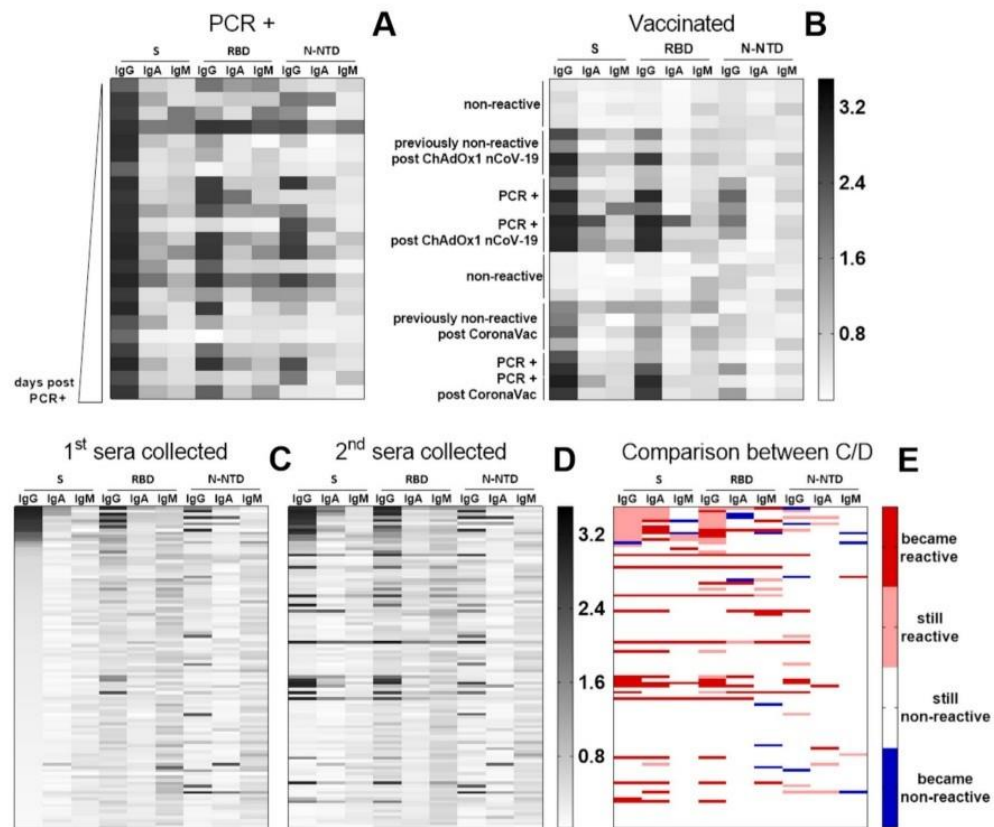 PCR +
A
S RBD N-NTD
IgG IgA IgM IgG IgA IgM IgG IgA IgM
days post
PCR+
Vaccinated
B
S RBD N-NTD
IgG IgA IgM IgG IgA IgM IgG IgA IgM
non-reactive
previously non-reactive
post ChAdOx1 nCoV-19
PCR +
PCR +
post ChAdOx1 nCoV-19
non-reactive
previously non-reactive
post CoronaVac
PCR +
PCR +
post CoronaVac
3.2
2.4
1.6
0.8
1st sera collected
C
S RBD N-NTD
IgG IgA IgM IgG IgA IgM IgG IgA IgM
2nd sera collected
D
S RBD N-NTD
IgG IgA IgM IgG IgA IgM IgG IgA IgM
3.2
2.4
1.6
0.8
Comparison between C/D
E
S RBD N-NTD
IgG IgA IgM IgG IgA IgM IgG IgA IgM
became
reactive
still
reactive
still
non-reactive
became
non-reactive